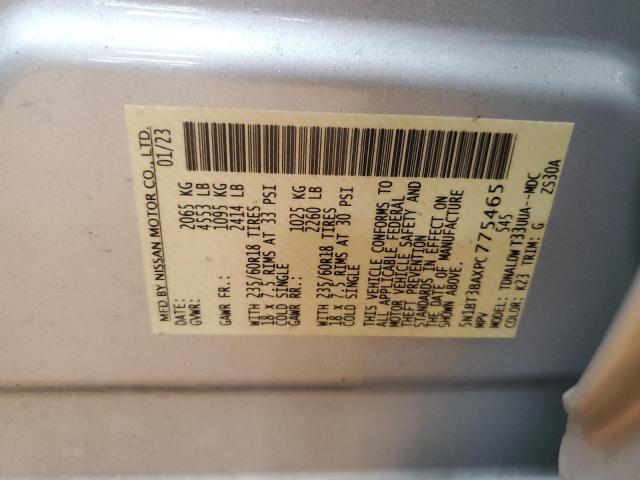 MFD BY NISSAN MOTOR CO., LTD.
01/23
2065 KG
GVWR: 4553 LB
1095 KG
GAWR FR.: 2414 LB
WITH 235/60R18 TIRES
18 x 7.5 RIMS AT 33 PSI
COLD SINGLE
1025 KG
GAWR RR.: 2260 LB
WITH 235/60R18 TIRES
18 x 7.5 RIMS AT 30 PSI
COLD SINGLE
THIS VEHICLE CONFORMS TO
ALL APPLICABLE FEDERAL
MOTOR VEHICLE SAFETY AND
THEFT PREVENTION
STANDARDS IN EFFECT ON
THE DATE OF MANUFACTURE
SHOWN ABOVE.
5N1BT3BAXPC775465
MPV 545
MODEL: TDNALDWT33UUA--MDC
COLOR: K23 TRIM: G ZS30A